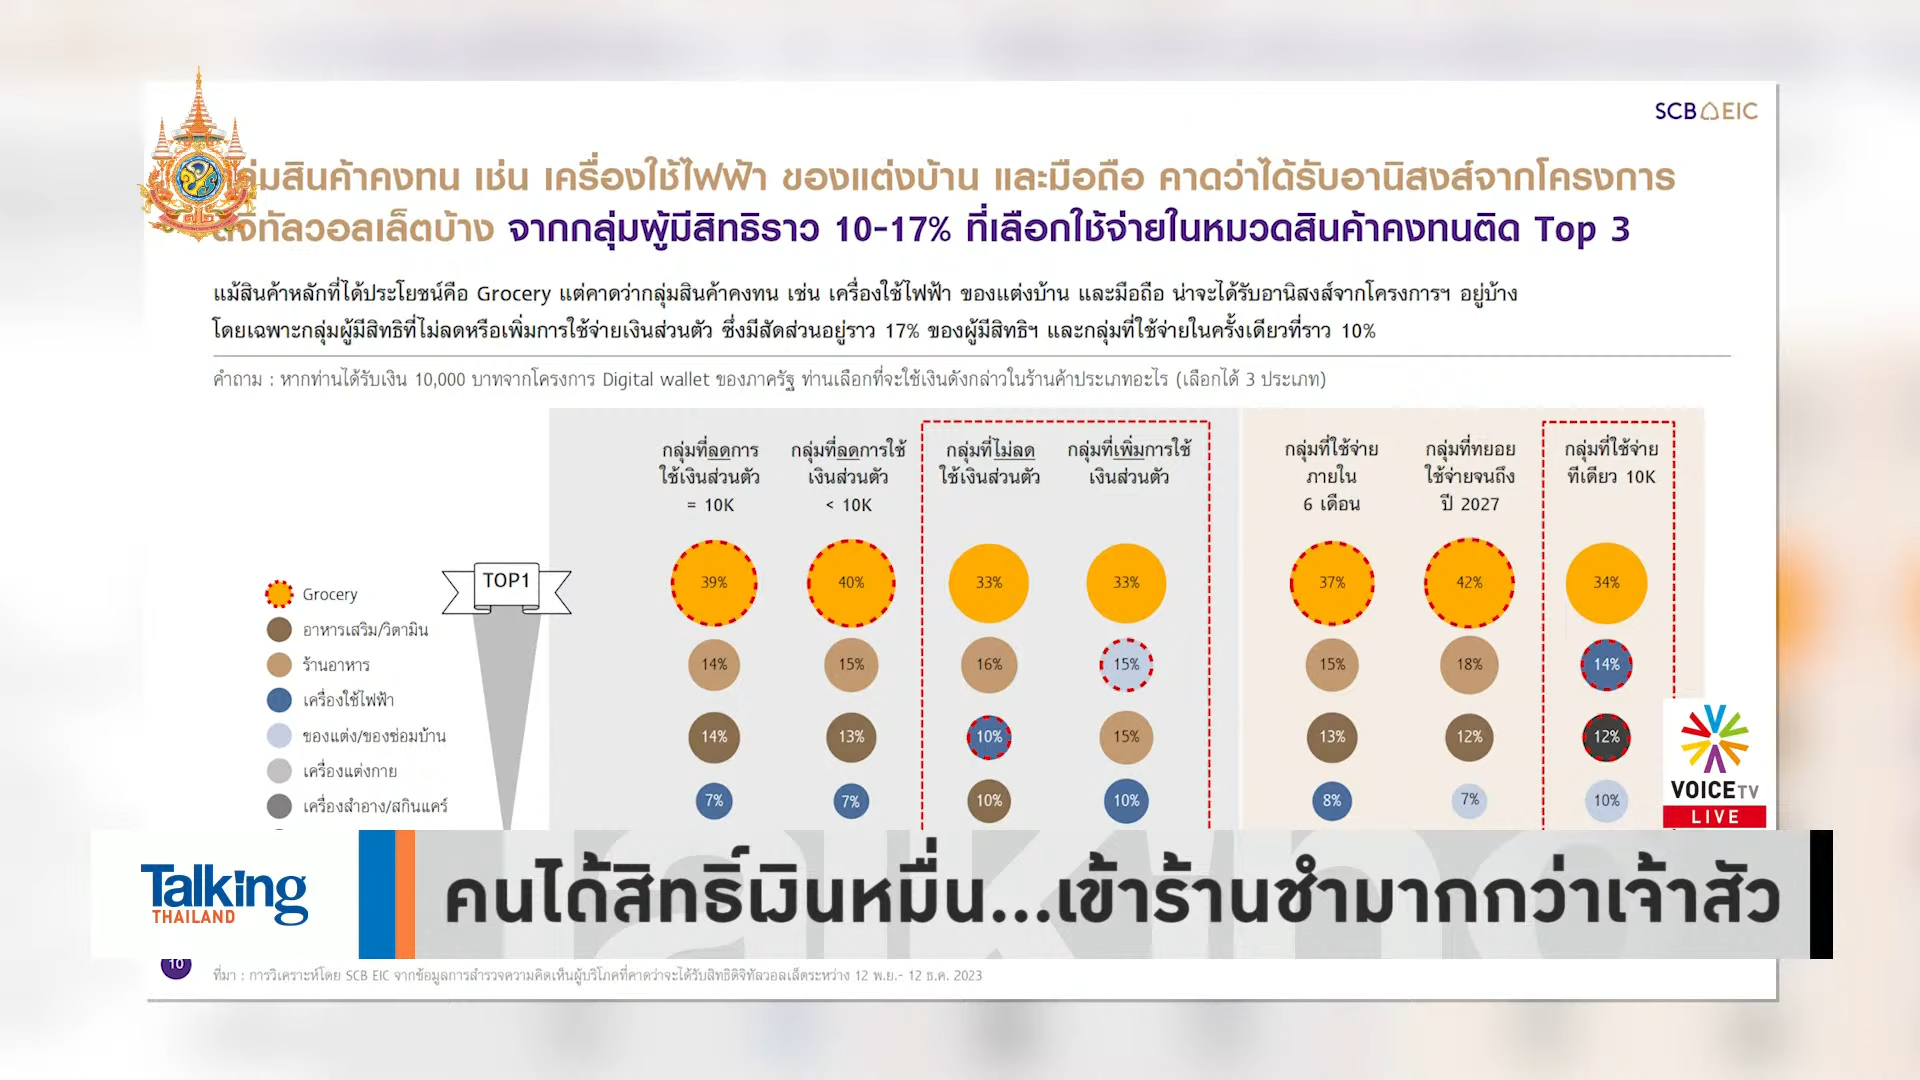 SCB EIC
กลุ่มสินค้าคงทน เช่น เครื่องใช้ไฟฟ้า ของแต่งบ้าน และมือถือ คาดว่าได้รับอานิสงส์จากโครงการ
ดิจิทัลวอลเล็ตบ้าง จากกลุ่มผู้มีสิทธิราว 10-17% ที่เลือกใช้จ่ายในหมวดสินค้าคงทนติด Top 3
แม้สินค้าหลักที่ได้ประโยชน์คือ Grocery แต่คาดว่ากลุ่มสินค้าคงทน เช่น เครื่องใช้ไฟฟ้า ของแต่งบ้าน และมือถือ น่าจะได้รับอานิสงส์จากโครงการฯ อยู่บ้าง
โดยเฉพาะกลุ่มผู้มีสิทธิที่ไม่ลดหรือเพิ่มการใช้จ่ายเงินส่วนตัว ซึ่งมีสัดส่วนอยู่ราว 17% ของผู้มีสิทธิฯ และกลุ่มที่ใช้จ่ายในครั้งเดียวที่ราว 10%
คำถาม : หากท่านได้รับเงิน 10,000 บาทจากโครงการ Digital wallet ของภาครัฐ ท่านเลือกที่จะใช้เงินดังกล่าวในร้านค้าประเภทอะไร (เลือกได้ 3 ประเภท)
กลุ่มที่ลดการ
ใช้เงินส่วนตัว
= 10K
กลุ่มที่ลดการใช้
เงินส่วนตัว
< 10K
กลุ่มที่ไม่ลด
ใช้เงินส่วนตัว
กลุ่มที่เพิ่มการใช้
เงินส่วนตัว
กลุ่มที่ใช้จ่าย
ภายใน
6 เดือน
กลุ่มที่ทยอย
ใช้จ่ายจนถึง
ปี 2027
กลุ่มที่ใช้จ่าย
ทีเดียว 10K
TOP1
Grocery
อาหารเสริม/วิตามิน
ร้านอาหาร
เครื่องใช้ไฟฟ้า
ของแต่ง/ของซ่อมบ้าน
เครื่องแต่งกาย
เครื่องสำอาง/สกินแคร์
39% 40% 33% 33% 37% 42% 34%
14% 15% 16% 15% 15% 18% 14%
14% 13% 10% 15% 13% 12% 12%
7% 7% 10% 10% 8% 7% 10%
VOICE TV
LIVE
Talking
THAILAND
คนได้สิทธิ์เงินหมื่น...เข้าร้านชำมากกว่าเจ้าสัว
10
ที่มา : การวิเคราะห์โดย SCB EIC จากข้อมูลการสำรวจความคิดเห็นผู้บริโภคที่คาดว่าจะได้รับสิทธิดิจิทัลวอลเล็ตระหว่าง 12 พ.ย.- 12 ธ.ค. 2023